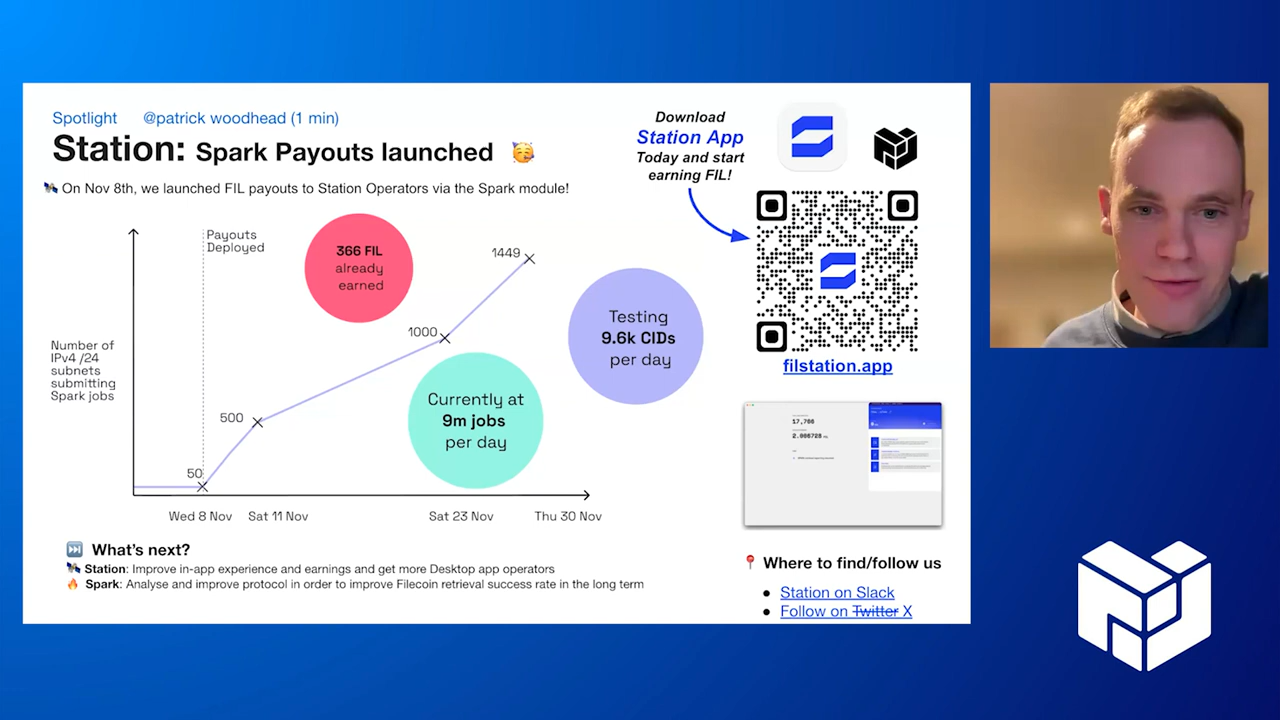 Spotlight @patrick woodhead (1 min)
Station: Spark Payouts launched 🥳
🛰️ On Nov 8th, we launched FIL payouts to Station Operators via the Spark module!
Download
Station App
Today and start
earning FIL!
Payouts
Deployed
366 FIL
already
earned
1449
1000
500
50
Number of
IPv4 /24
subnets
submitting
Spark jobs
Testing
9.6k CIDs
per day
Currently at
9m jobs
per day
Wed 8 Nov
Sat 11 Nov
Sat 23 Nov
Thu 30 Nov
filstation.app
17,766
⏭️ What's next?
🛰️ Station: Improve in-app experience and earnings and get more Desktop app operators
🔥 Spark: Analyse and improve protocol in order to improve Filecoin retrieval success rate in the long term
📍 Where to find/follow us
● Station on Slack
● Follow on Twitter X